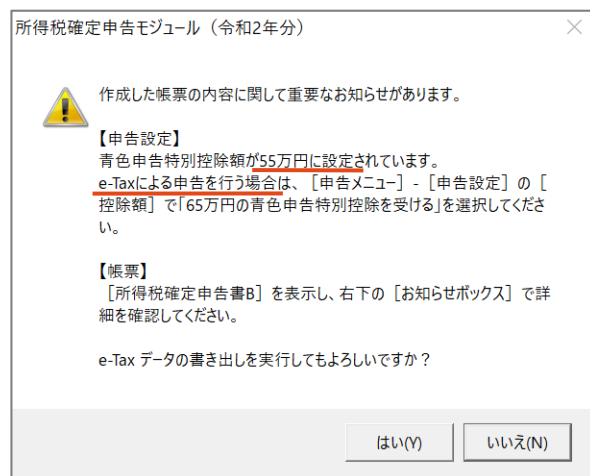 所得税確定申告モジュール（令和2年分）
作成した帳票の内容に関して重要なお知らせがあります。
【申告設定】
青色申告特別控除額が55万円に設定されています。
e-Taxによる申告を行う場合は、［申告メニュー］-［申告設定］の［
控除額］で「65万円の青色申告特別控除を受ける」を選択してくださ
い。
【帳票】
［所得税確定申告書B］を表示し、右下の［お知らせボックス］で詳
細を確認してください。
e-Tax データの書き出しを実行してもよろしいですか？
はい(Y)
いいえ(N)